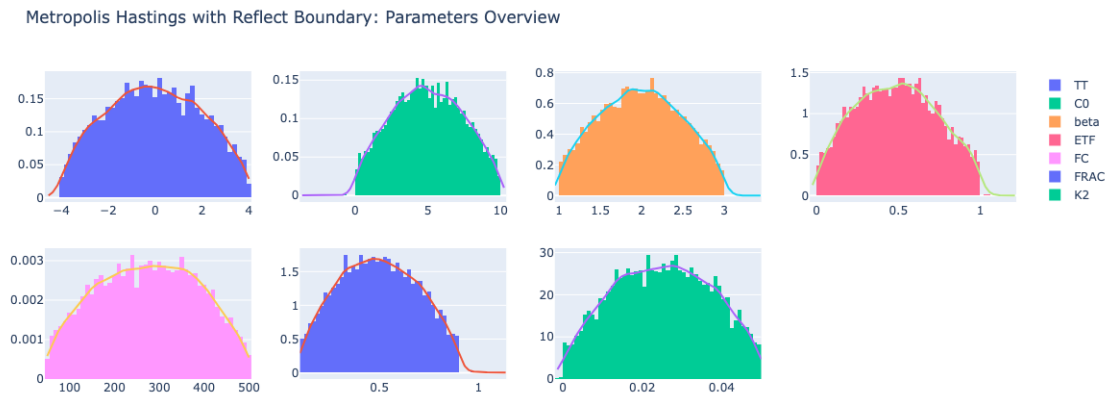 Metropolis Hastings with Reflect Boundary: Parameters Overview
0.15
0.1
0.05
0
−4 −2 0 2 4
0.15
0.1
0.05
0
0 5 10
0.8
0.6
0.4
0.2
0
1 1.5 2 2.5 3
1.5
1
0.5
0
0 0.5 1
TT
C0
beta
ETF
FC
FRAC
K2
0.003
0.002
0.001
0
100 200 300 400 500
1.5
1
0.5
0
0.5 1
30
20
10
0
0 0.02 0.04